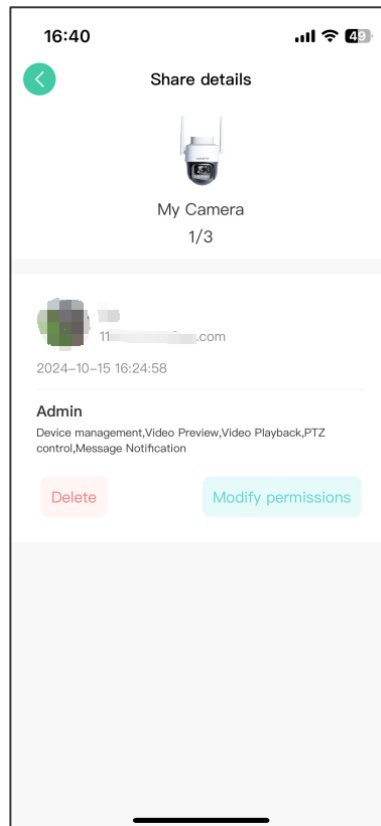 16:40
49
Share details
My Camera
1/3
11
.com
2024-10-15 16:24:58
Admin
Device management,Video Preview,Video Playback,PTZ
control,Message Notification
Delete
Modify permissions